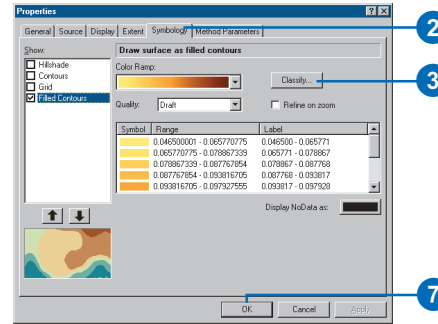 Properties
General Source Display Extent Symbology Method Parameters
2
Show:
Draw surface as filled contours
Hillshade
Contours
Grid
Filled Contours
Color Ramp:
Classify...
3
Quality: Draft
Refine on zoom
Symbol Range Label
0.046500001 - 0.065770775 0.046500 - 0.065771
0.065770775 - 0.078867339 0.065771 - 0.078867
0.078867339 - 0.087767854 0.078867 - 0.087768
0.087767854 - 0.093816705 0.087768 - 0.093817
0.093816705 - 0.097927555 0.093817 - 0.097928
Display NoData as:
7
OK Cancel Apply